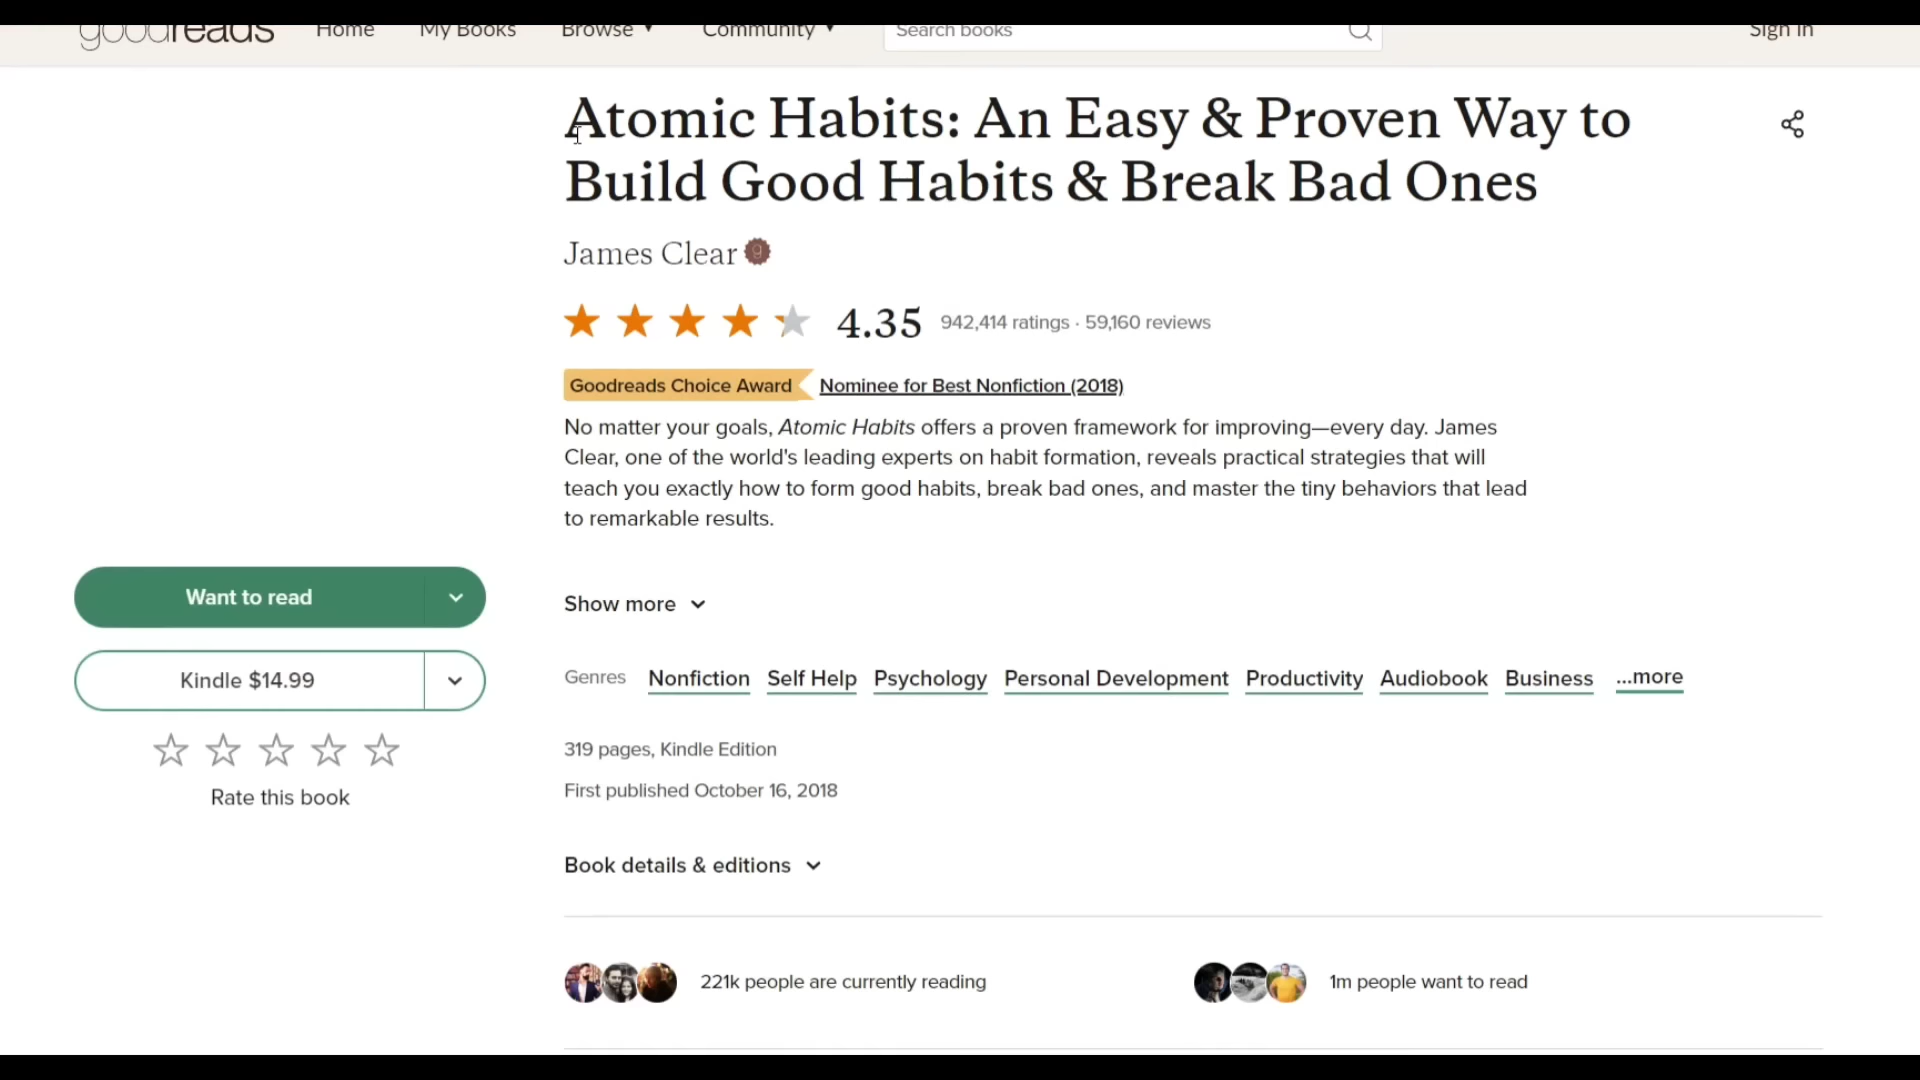 goodreads Home My Books Browse Community Search books Sign In
Atomic Habits: An Easy & Proven Way to
Build Good Habits & Break Bad Ones
James Clear
4.35 942,414 ratings · 59,160 reviews
Goodreads Choice Award Nominee for Best Nonfiction (2018)
No matter your goals, Atomic Habits offers a proven framework for improving—every day. James
Clear, one of the world's leading experts on habit formation, reveals practical strategies that will
teach you exactly how to form good habits, break bad ones, and master the tiny behaviors that lead
to remarkable results.
Want to read
Show more
Kindle $14.99
Genres Nonfiction Self Help Psychology Personal Development Productivity Audiobook Business ...more
319 pages, Kindle Edition
Rate this book
First published October 16, 2018
Book details & editions
221k people are currently reading
1m people want to read